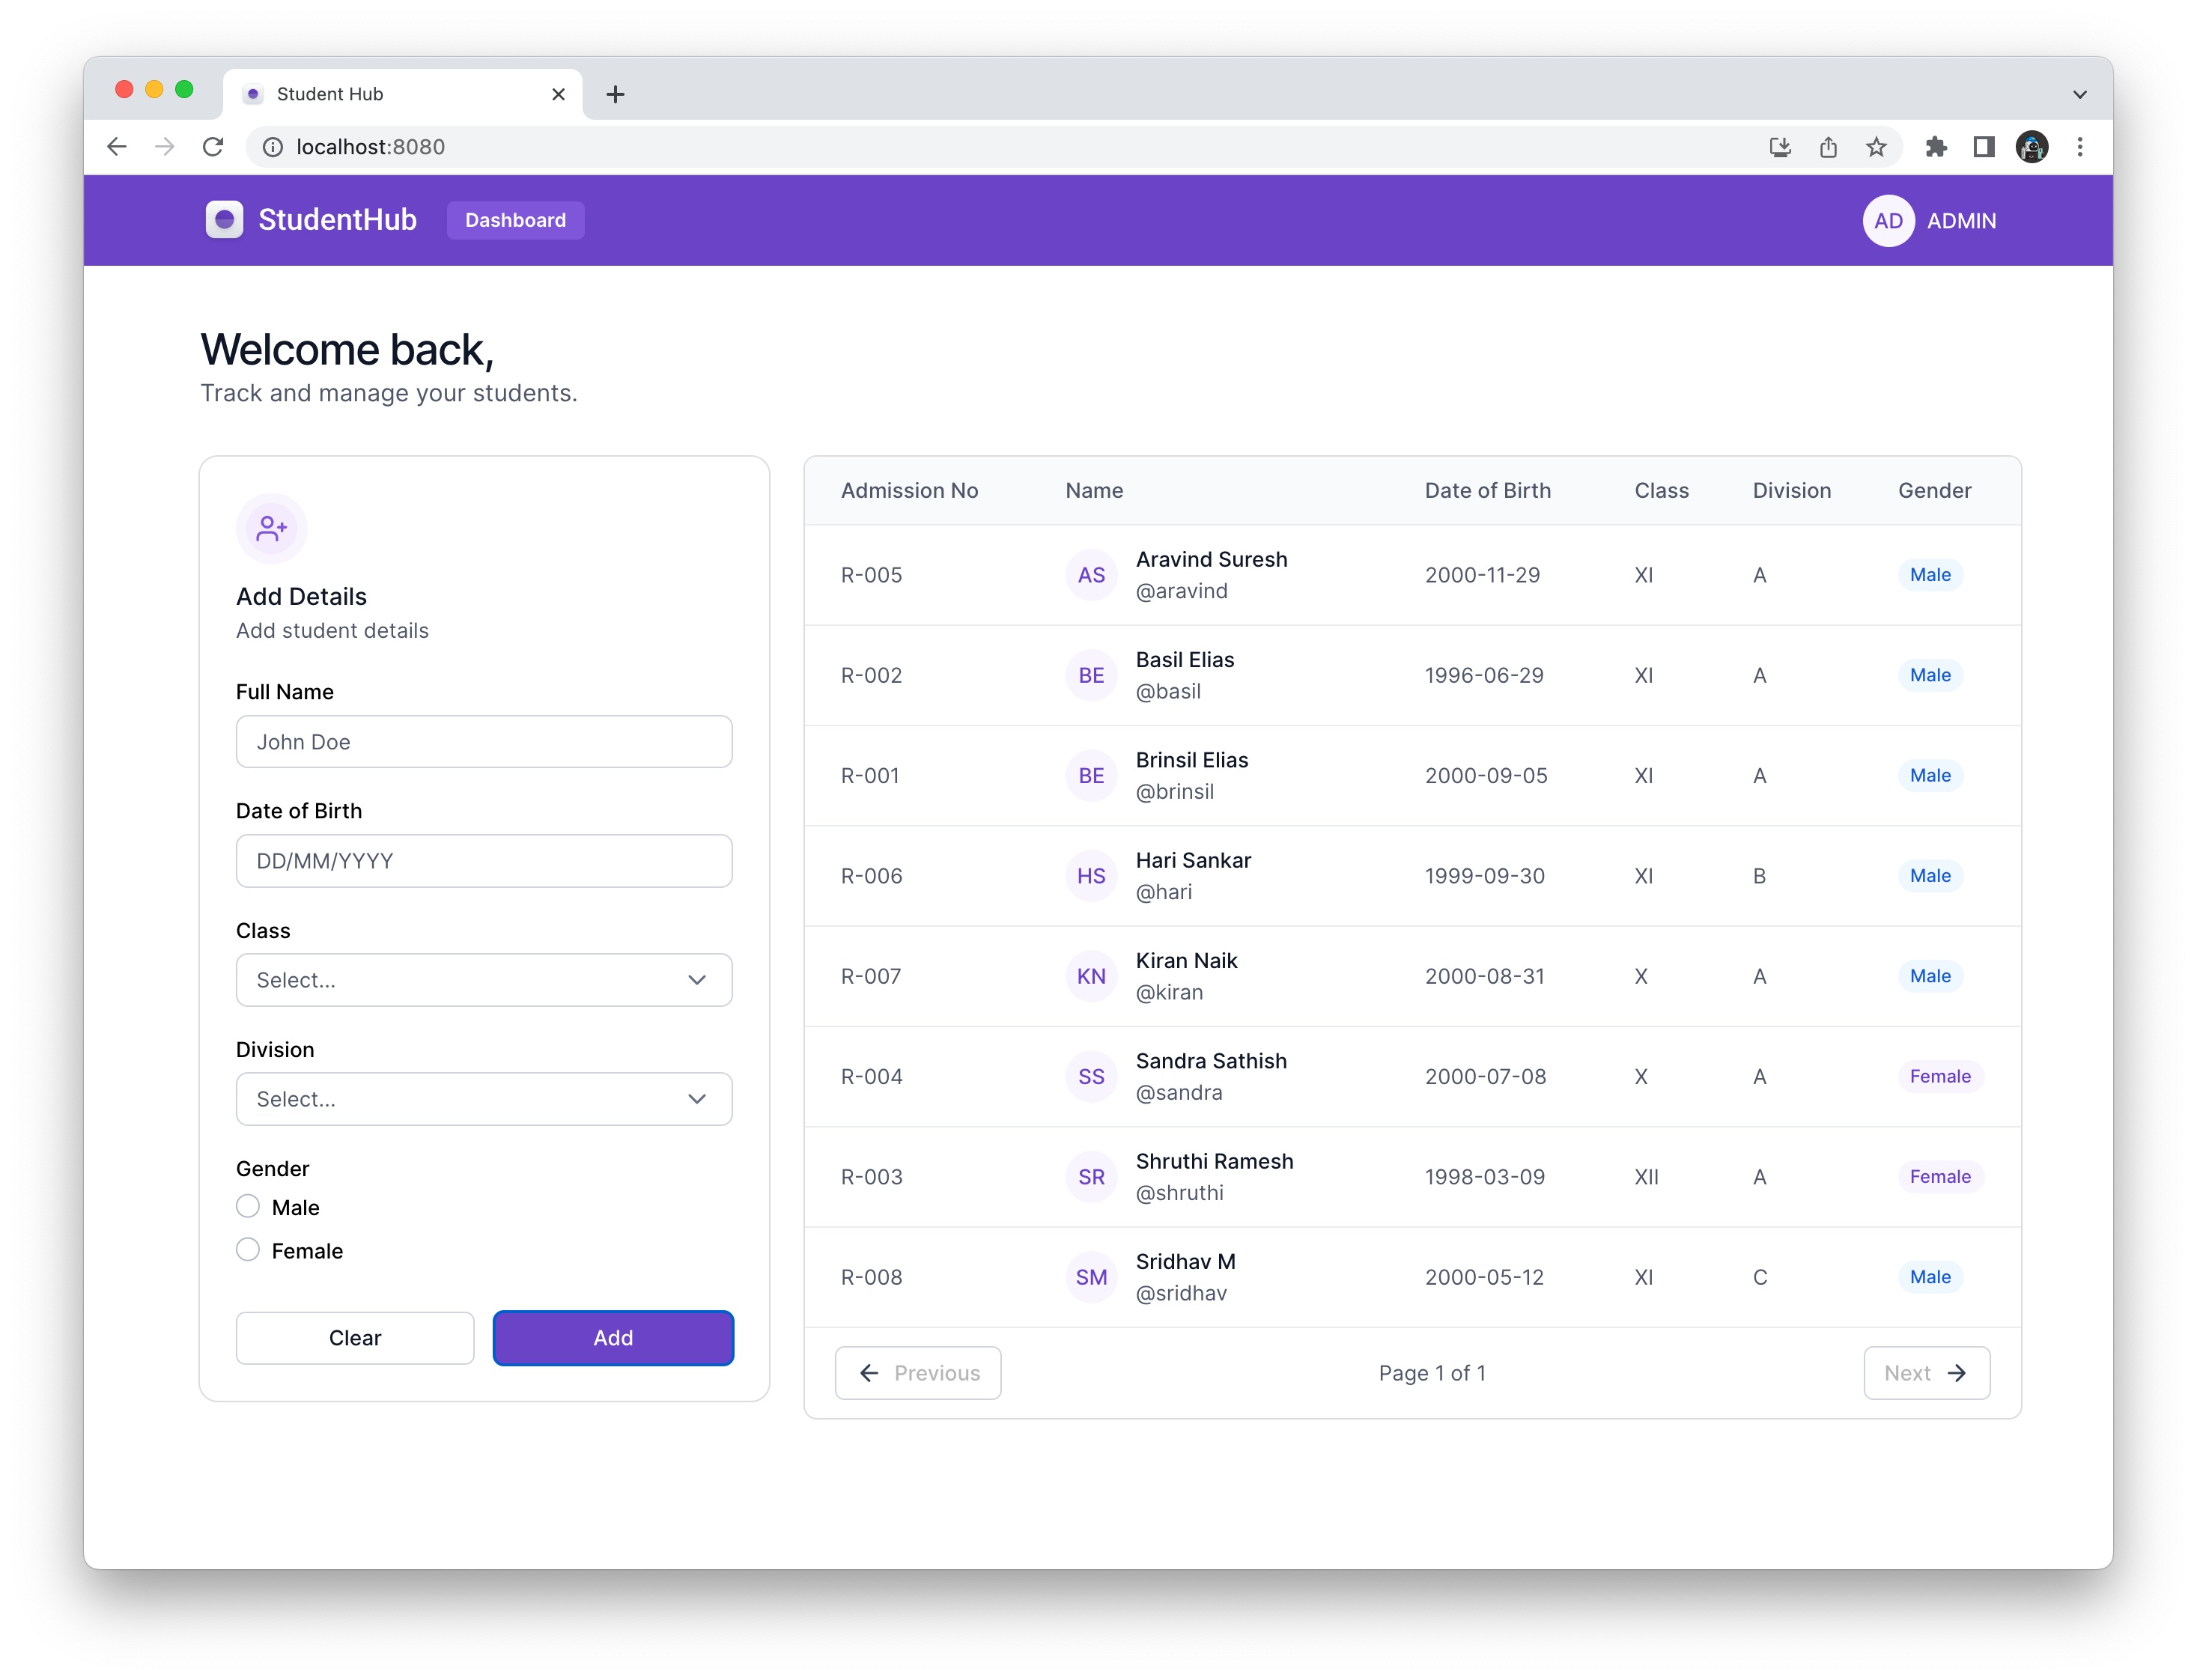 Student Hub
localhost:8080
StudentHub
Dashboard
AD
ADMIN
Welcome back,
Track and manage your students.
Add Details
Add student details
Full Name
John Doe
Date of Birth
DD/MM/YYYY
Class
Select...
Division
Select...
Gender
Male
Female
Clear
Add
Admission No Name Date of Birth Class Division Gender
R-005 AS Aravind Suresh 2000-11-29 XI A Male
@aravind
R-002 BE Basil Elias 1996-06-29 XI A Male
@basil
R-001 BE Brinsil Elias 2000-09-05 XI A Male
@brinsil
R-006 HS Hari Sankar 1999-09-30 XI B Male
@hari
R-007 KN Kiran Naik 2000-08-31 X A Male
@kiran
R-004 SS Sandra Sathish 2000-07-08 X A Female
@sandra
R-003 SR Shruthi Ramesh 1998-03-09 XII A Female
@shruthi
R-008 SM Sridhav M 2000-05-12 XI C Male
@sridhav
Previous
Page 1 of 1
Next